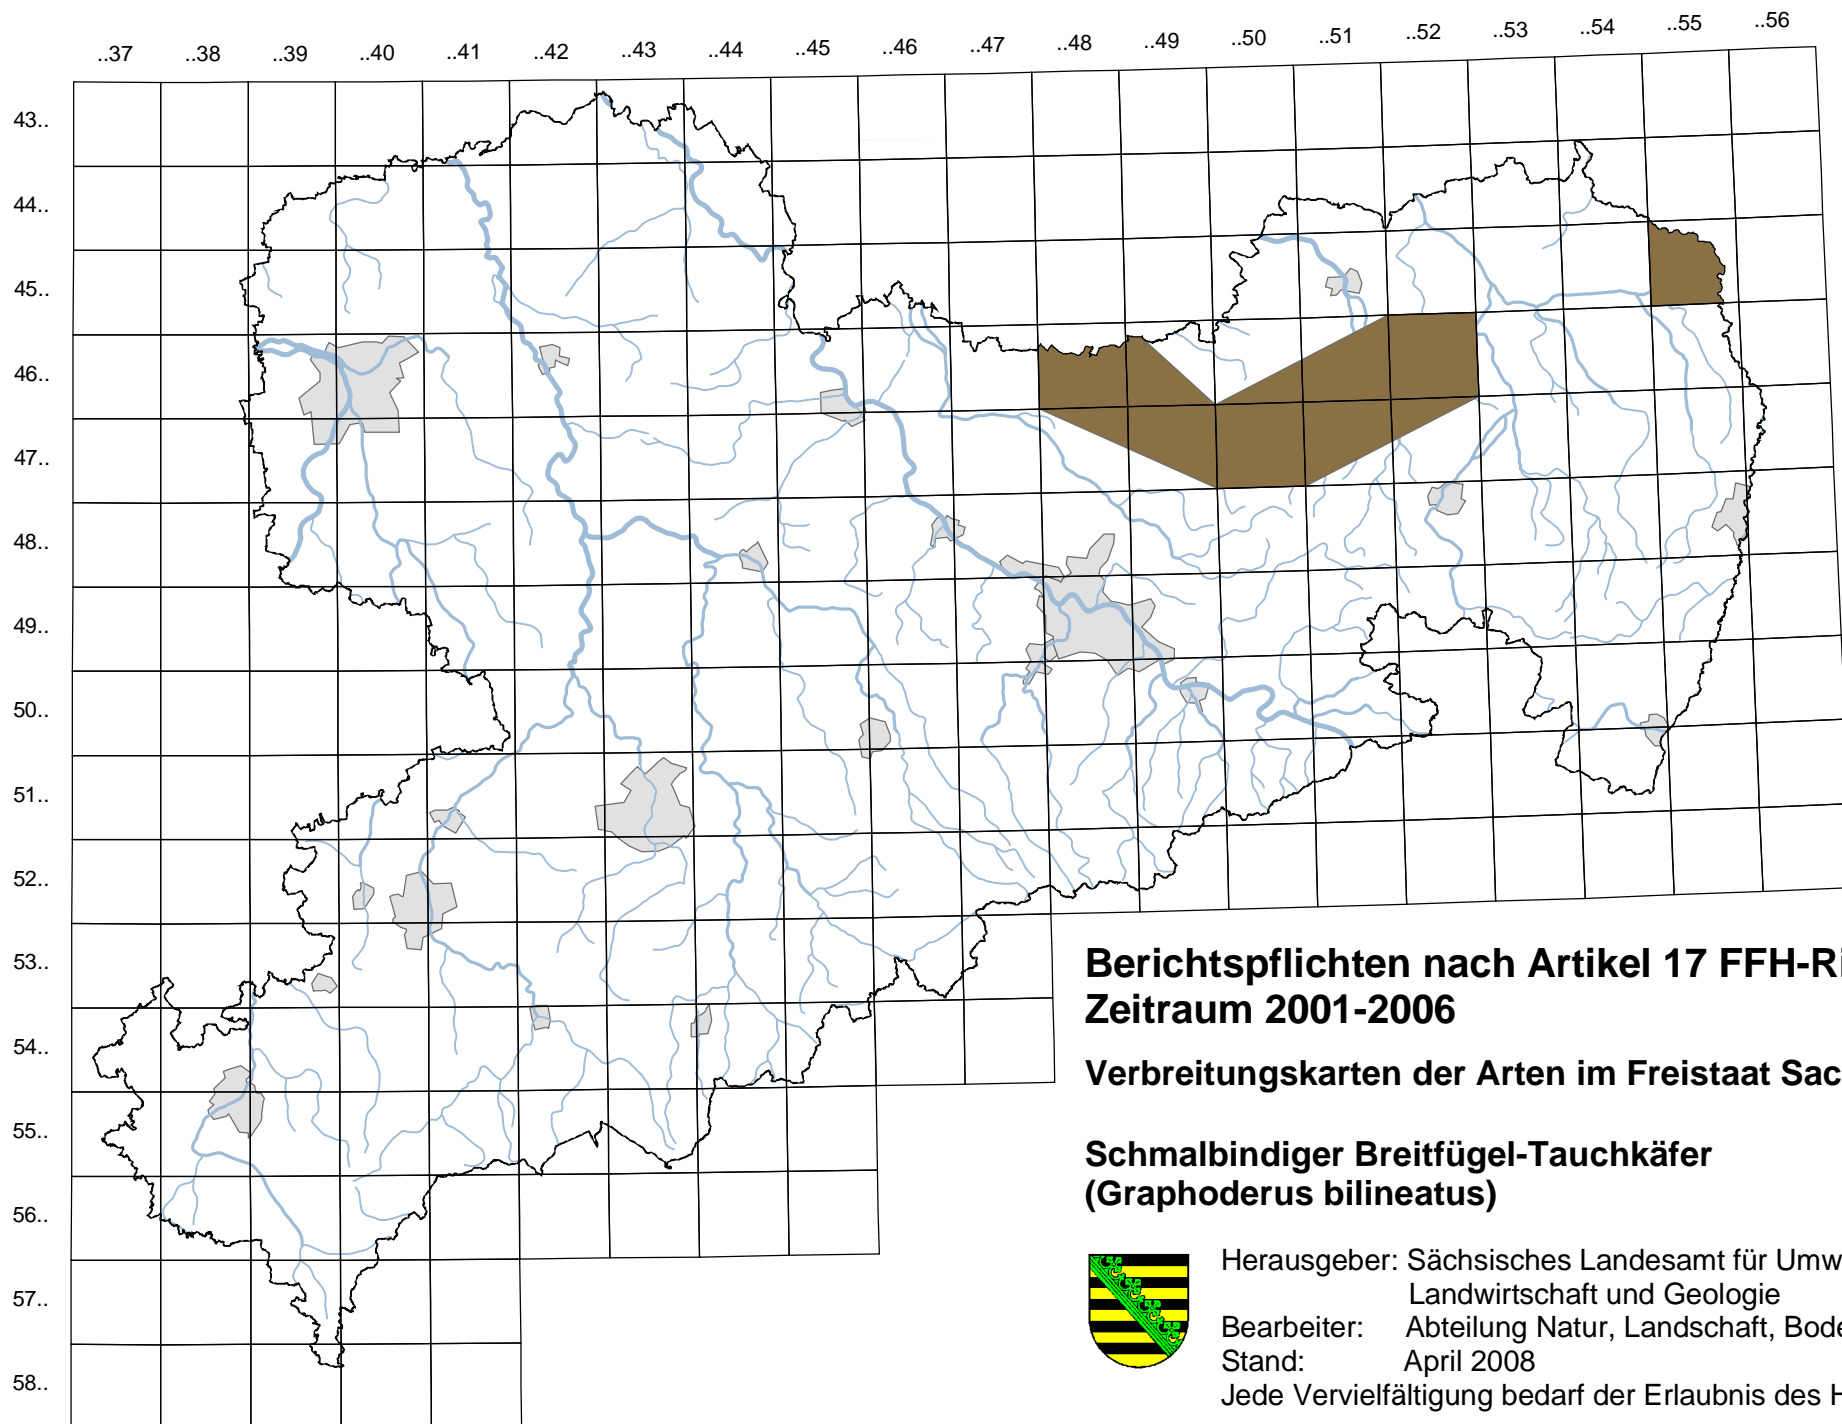 ..37 ..38 ..39 ..40 ..41 ..42 ..43 ..44 ..45 ..46 ..47 ..48 ..49 ..50 ..51 ..52 ..53 ..54 ..55 ..56
43..
44..
45..
46..
47..
48..
49..
50..
51..
52..
53..
54..
55..
56..
57..
58..
Berichtspflichten nach Artikel 17 FFH-Ri
Zeitraum 2001-2006
Verbreitungskarten der Arten im Freistaat Sac
Schmalbindiger Breitfügel-Tauchkäfer
(Graphoderus bilineatus)
Herausgeber: Sächsisches Landesamt für Umw
Landwirtschaft und Geologie
Bearbeiter: Abteilung Natur, Landschaft, Bode
Stand: April 2008
Jede Vervielfältigung bedarf der Erlaubnis des H